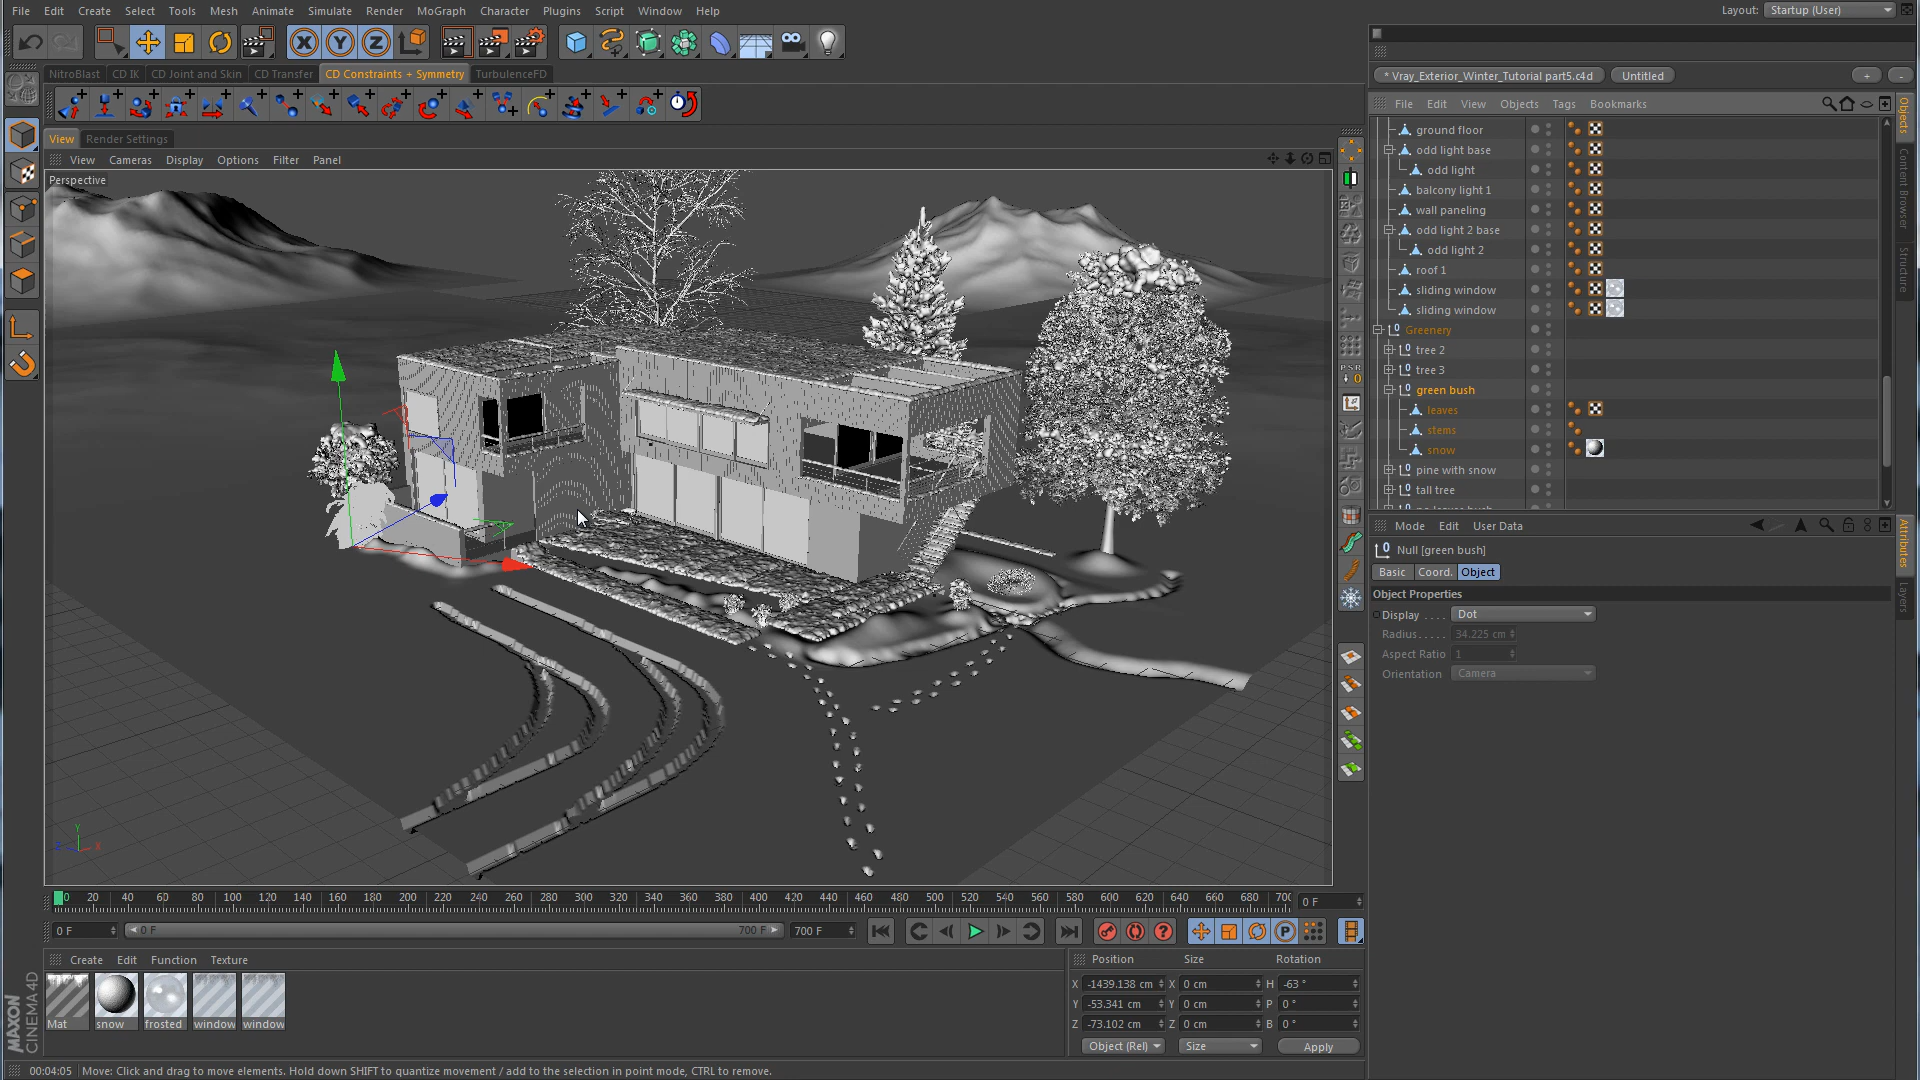 File Edit Create Select Tools Mesh Animate Simulate Render MoGraph Character Plugins Script Window Help
Layout: Startup (User)
NitroBlast CD IK CD Joint and Skin CD Transfer CD Constraints + Symmetry TurbulenceFD
* Vray_Exterior_Winter_Tutorial part5.c4d Untitled
File Edit View Objects Tags Bookmarks
View Render Settings
View Cameras Display Options Filter Panel
Perspective
ground floor
odd light base
odd light
balcony light 1
wall paneling
odd light 2 base
odd light 2
roof 1
sliding window
sliding window
Greenery
tree 2
tree 3
green bush
leaves
stems
snow
pine with snow
tall tree
Objects
Content Browser
Structure
PSR
Mode Edit User Data
Null [green bush]
Basic Coord. Object
Object Properties
Display . . . . Dot
Radius . . . . . 34.225 cm
Aspect Ratio 1
Orientation Camera
Attributes
Layers
Y
Z X
0 20 40 60 80 100 120 140 160 180 200 220 240 260 280 300 320 340 360 380 400 420 440 460 480 500 520 540 560 580 600 620 640 660 680 700 0 F
0 F 0 F 700 F 700 F
Create Edit Function Texture
Mat snow frosted window window
Position Size Rotation
X -1439.138 cm X 0 cm H -63 °
Y -53.341 cm Y 0 cm P 0 °
Z -73.102 cm Z 0 cm B 0 °
Object (Rel) Size Apply
MAXON CINEMA 4D
00:04:05 Move: Click and drag to move elements. Hold down SHIFT to quantize movement / add to the selection in point mode, CTRL to remove.